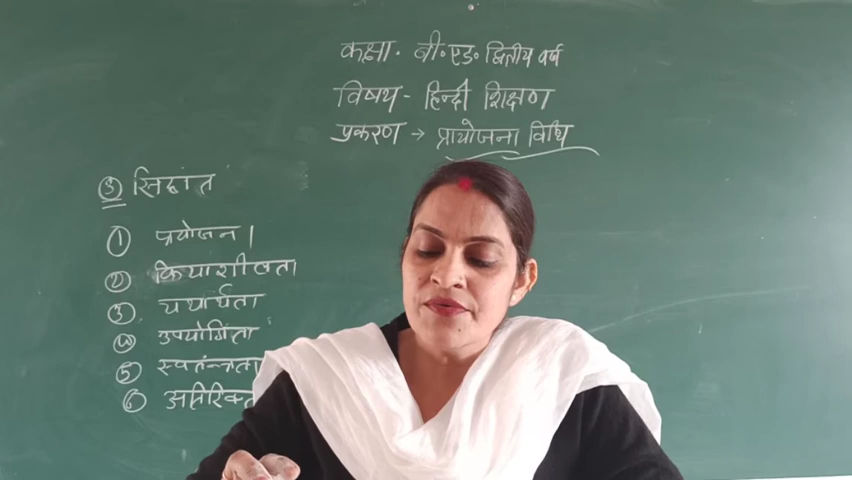 कक्षा. बी.एड. द्वितीय वर्ष
विषय - हिन्दी शिक्षण
प्रकरण → प्रायोजना विधि
③ सिद्धांत
① प्रयोजन।
② क्रियाशीलता
③ यथार्थता
④ उपयोगिता
⑤ स्वतन्त्रता
⑥